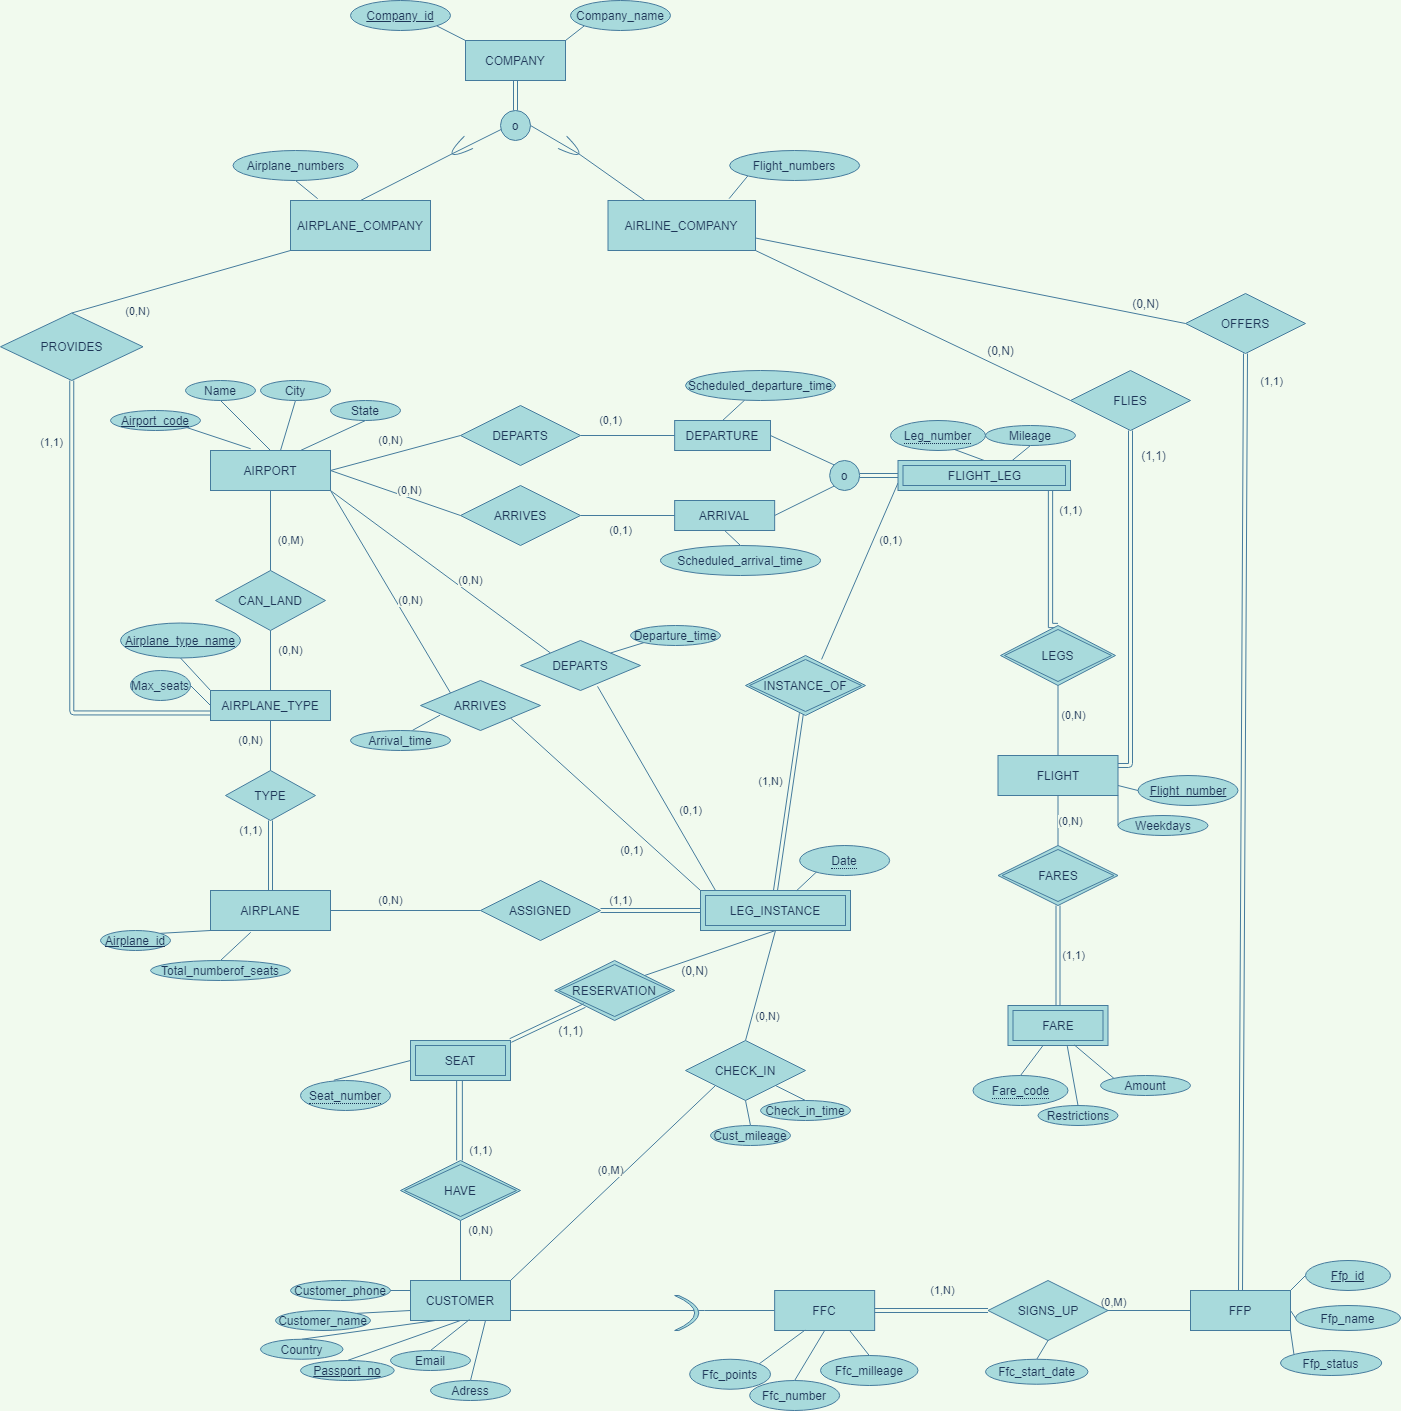 Company_id
Company_name
COMPANY
o
Airplane_numbers
Flight_numbers
AIRPLANE_COMPANY
AIRLINE_COMPANY
(0,N)
(0,N)
OFFERS
PROVIDES
(0,N)
(1,1)
Name
City
Scheduled_departure_time
FLIES
Airport_code
State
(0,1)
(0,N)
DEPARTS
DEPARTURE
Leg_number
Mileage
(1,1)
(1,1)
AIRPORT
o
FLIGHT_LEG
(0,N)
ARRIVES
ARRIVAL
(1,1)
(0,1)
(0,M)
(0,1)
Scheduled_arrival_time
(0,N)
CAN_LAND
(0,N)
Airplane_type_name
Departure_time
(0,N)
LEGS
DEPARTS
Max_seats
INSTANCE_OF
AIRPLANE_TYPE
ARRIVES
(0,N)
(0,N)
Arrival_time
FLIGHT
(1,N)
TYPE
Flight_number
(0,1)
(0,N)
Weekdays
(1,1)
(0,1)
Date
FARES
(0,N)
(1,1)
AIRPLANE
ASSIGNED
LEG_INSTANCE
Airplane_id
(1,1)
Total_numberof_seats
(0,N)
RESERVATION
(0,N)
FARE
(1,1)
SEAT
CHECK_IN
Amount
Fare_code
Seat_number
Check_in_time
Restrictions
Cust_mileage
(1,1)
(0,M)
HAVE
(0,N)
Ffp_id
Customer_phone
(1,N)
CUSTOMER
(0,M)
FFC
SIGNS_UP
FFP
Customer_name
Ffp_name
Country
Email
Ffp_status
Passport_no
Ffc_points
Ffc_milleage
Ffc_start_date
Adress
Ffc_number